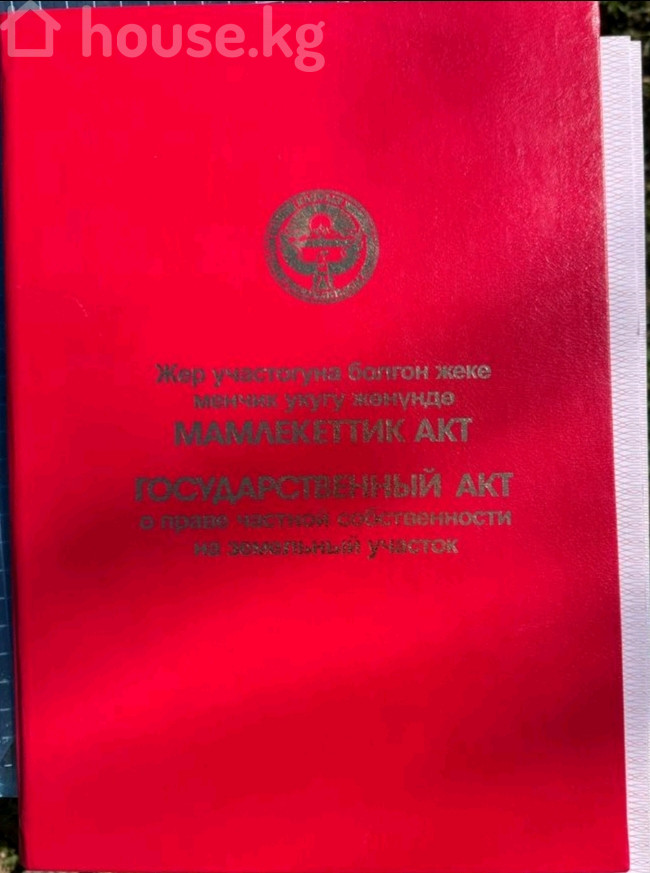 house.kg
Жер участогуна болгон жеке
менчик укугу жөнүндө
МАМЛЕКЕТТИК АКТ
ГОСУДАРСТВЕННЫЙ АКТ
о праве частной собственности
на земельный участок